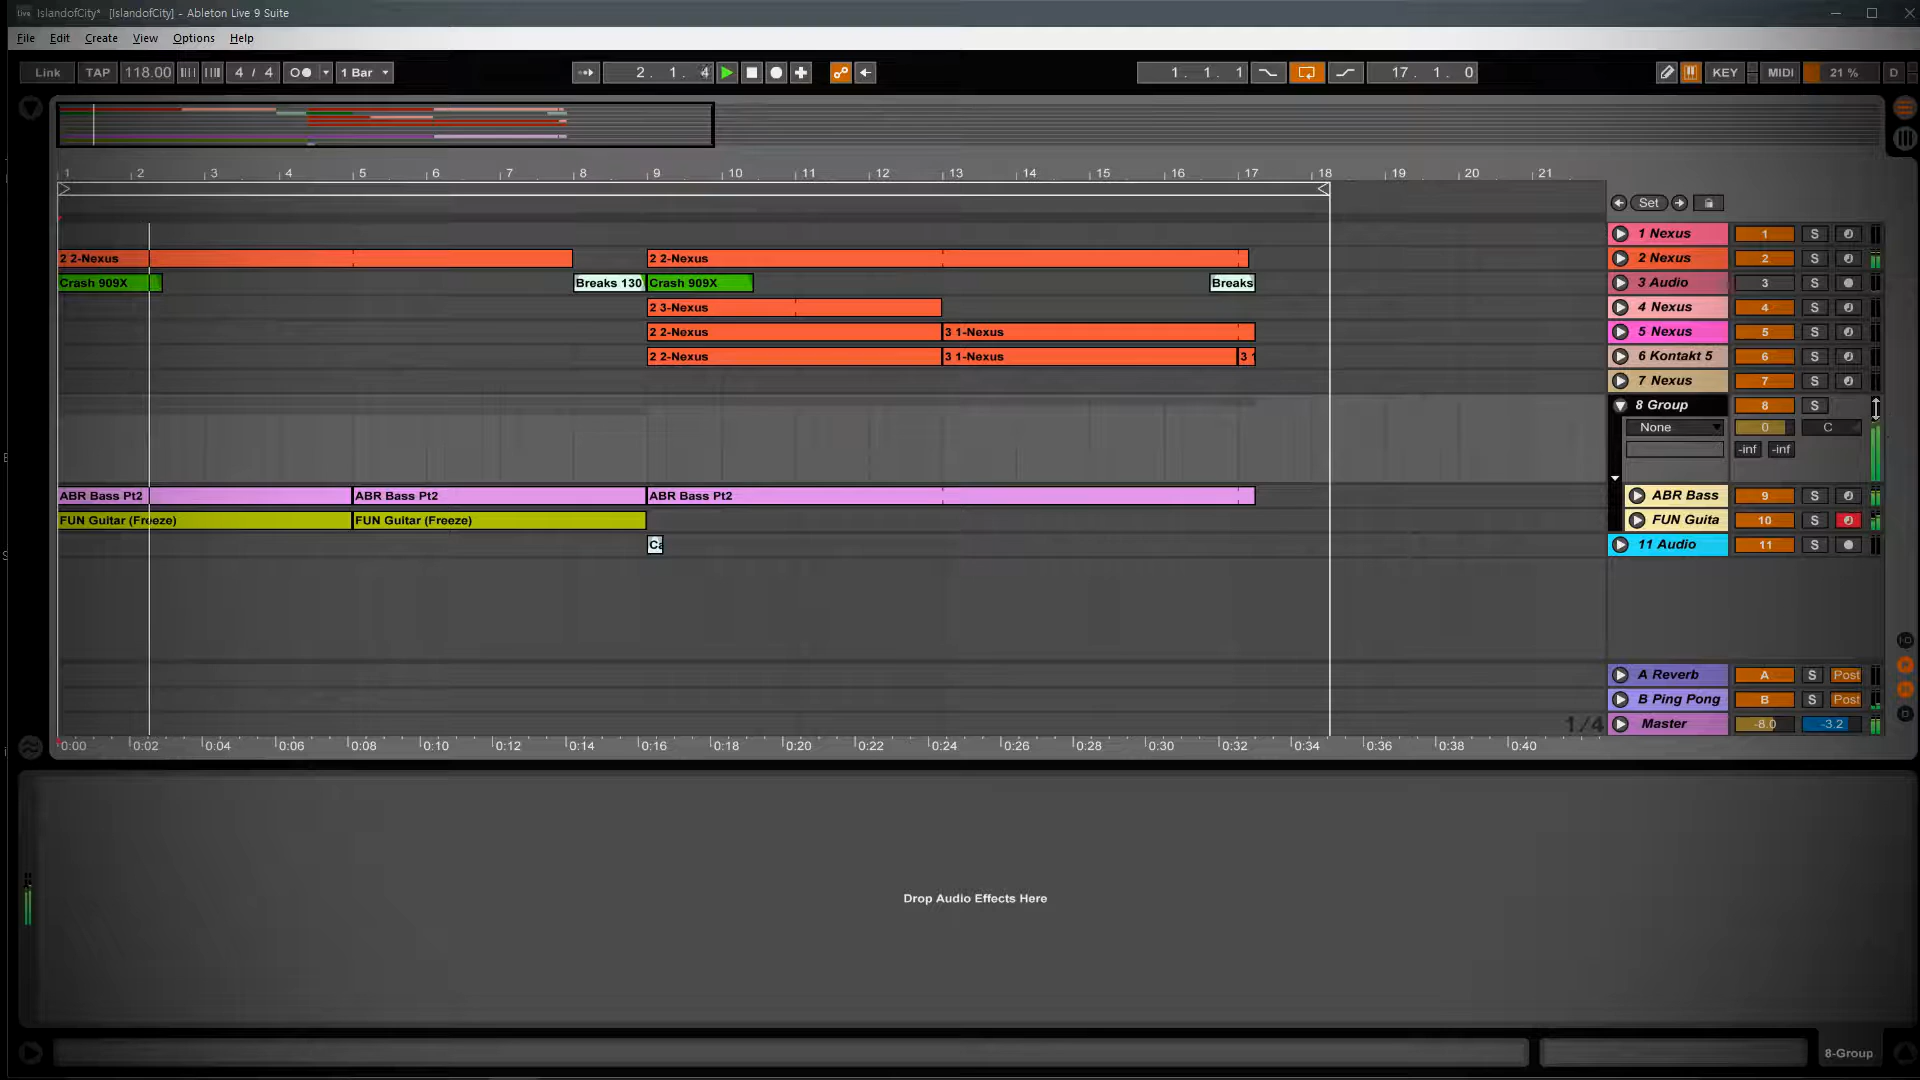 IslandofCity* [IslandofCity] - Ableton Live 9 Suite
File Edit Create View Options Help
Link TAP 118.00 4 / 4 1 Bar 2. 1. 4 1. 1. 1 17. 1. 0 KEY MIDI 21 % D
1 2 3 4 5 6 7 8 9 10 11 12 13 14 15 16 17 18 19 20 21
Set
1 Nexus 1 S
2 2-Nexus 2 2-Nexus 2 Nexus 2 S
Crash 909X Breaks 130 Crash 909X Breaks 3 Audio 3 S
2 3-Nexus 4 Nexus 4 S
2 2-Nexus 3 1-Nexus 5 Nexus 5 S
2 2-Nexus 3 1-Nexus 3 1 6 Kontakt 5 6 S
7 Nexus 7 S
8 Group 8 S
None 0 C
-inf -inf
ABR Bass Pt2 ABR Bass Pt2 ABR Bass Pt2 ABR Bass 9 S
FUN Guitar (Freeze) FUN Guitar (Freeze) FUN Guita 10 S
Ca 11 Audio 11 S
A Reverb A S Post
B Ping Pong B S Post
1/4 Master -8.0 -3.2
0:00 0:02 0:04 0:06 0:08 0:10 0:12 0:14 0:16 0:18 0:20 0:22 0:24 0:26 0:28 0:30 0:32 0:34 0:36 0:38 0:40
Drop Audio Effects Here
8-Group